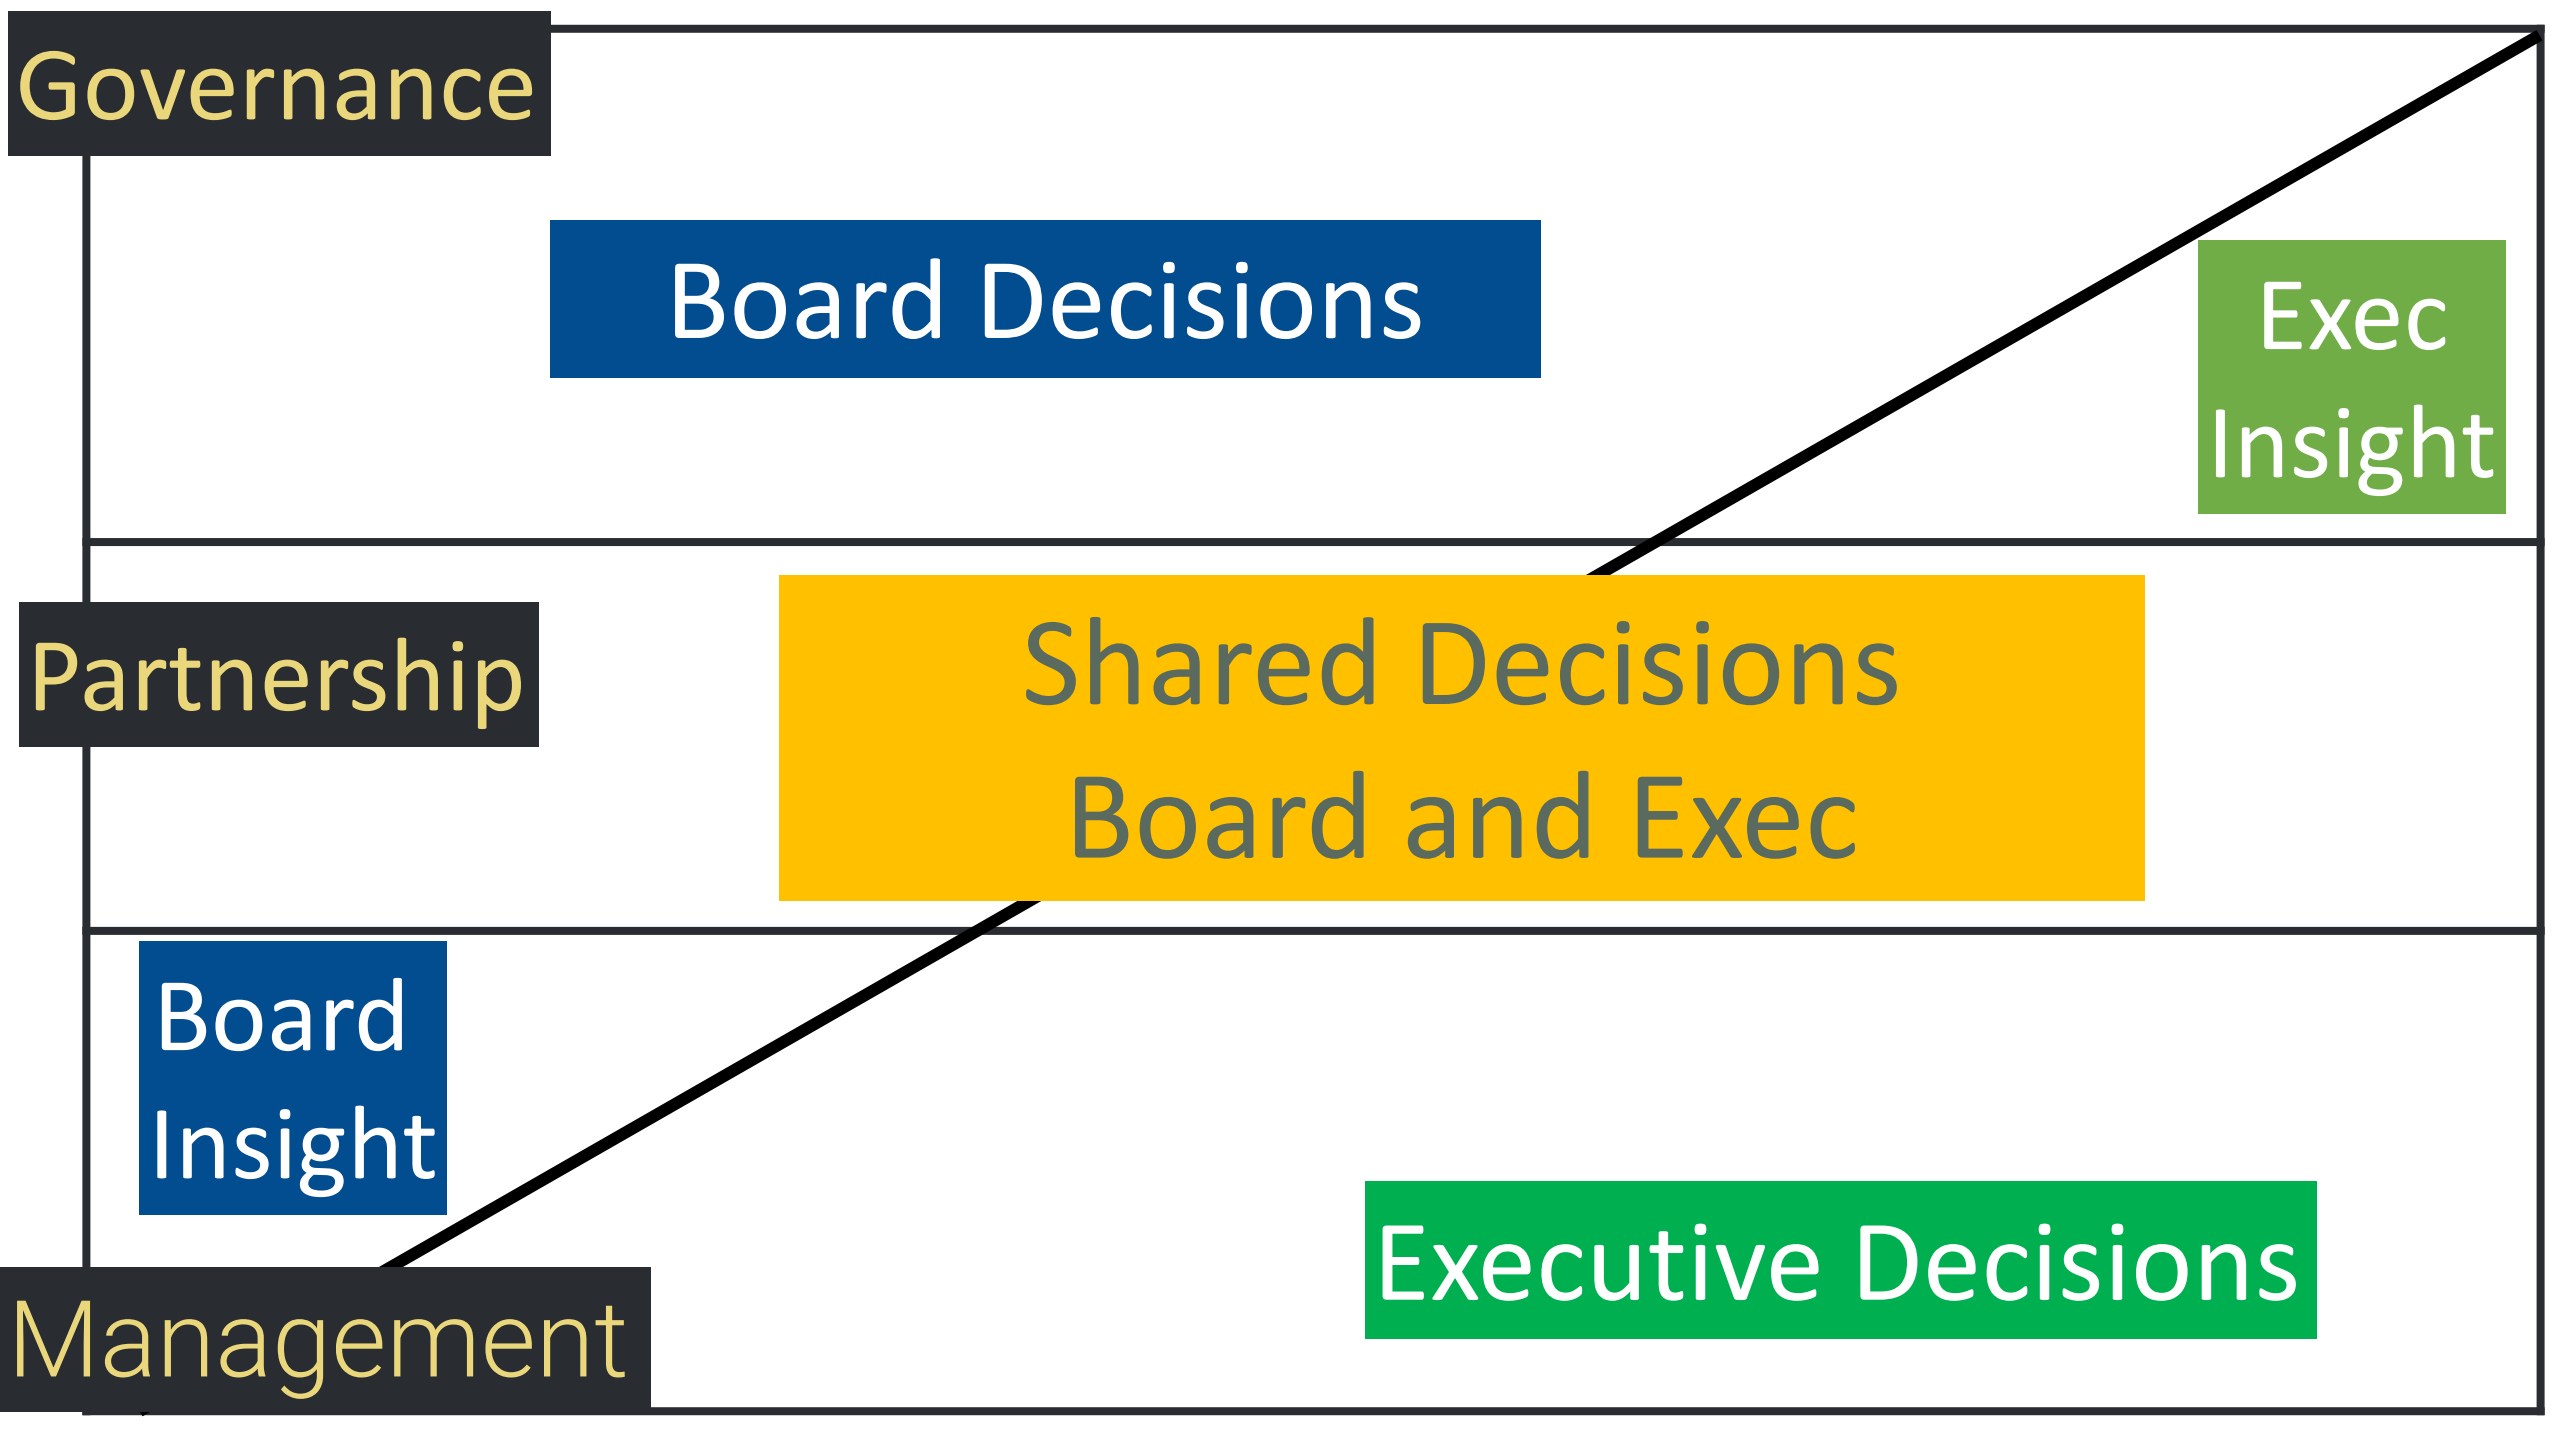 Governance
Board Decisions
Exec
Insight
Partnership
Shared Decisions
Board and Exec
Board
Insight
Executive Decisions
Management